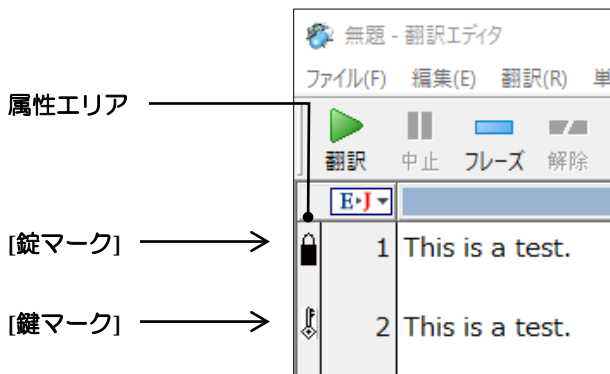 無題 - 翻訳エディタ
ファイル(F) 編集(E) 翻訳(R) 単
属性エリア
翻訳 中止 フレーズ 解除
E▸J
[錠マーク]
1 This is a test.
[鍵マーク]
2 This is a test.